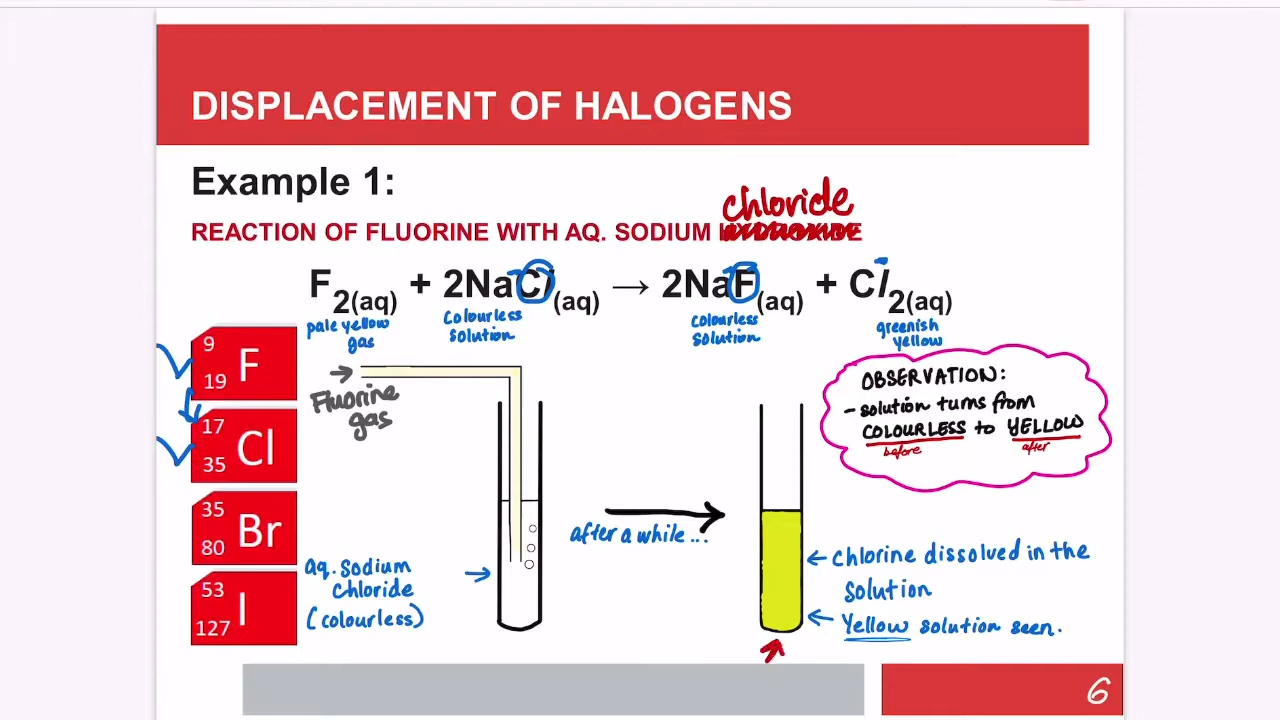 DISPLACEMENT OF HALOGENS
Example 1:
chloride
REACTION OF FLUORINE WITH AQ. SODIUM HYDROXIDE
F2(aq) + 2NaCl(aq) → 2NaF(aq) + Cl2(aq)
pale yellow gas
Colourless solution
colourless solution
greenish yellow
9
19 F
17
35 Cl
35
80 Br
53
127 I
→ Fluorine gas
OBSERVATION:
- solution turns from
COLOURLESS to YELLOW
before after
after a while...
aq. Sodium
chloride
(colourless)
← Chlorine dissolved in the
solution
← Yellow solution seen.
6